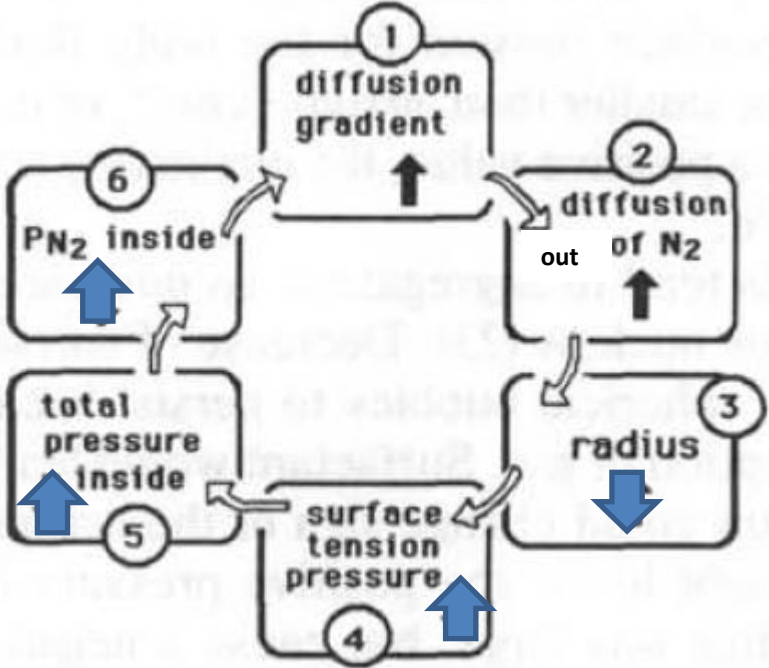 1
diffusion
gradient
2
diffusion
out of N2
3
radius
4
surface
tension
pressure
5
total
pressure
inside
6
PN2 inside